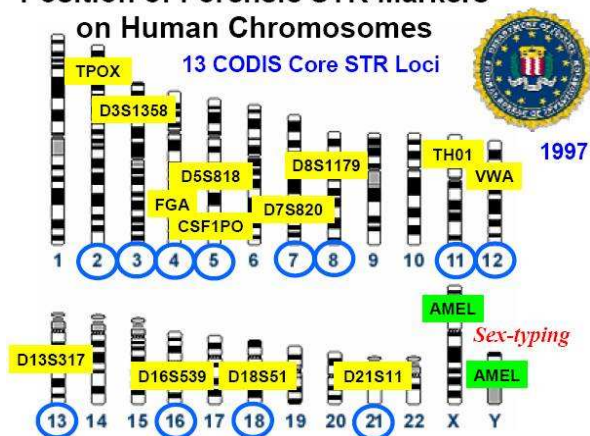 Position of Forensic STR Markers
on Human Chromosomes
13 CODIS Core STR Loci
1997
TPOX
D3S1358
D5S818
FGA
CSF1PO
D7S820
D8S1179
TH01
VWA
1 2 3 4 5 6 7 8 9 10 11 12
AMEL
Sex-typing
D13S317
D16S539
D18S51
D21S11
AMEL
13 14 15 16 17 18 19 20 21 22 X Y